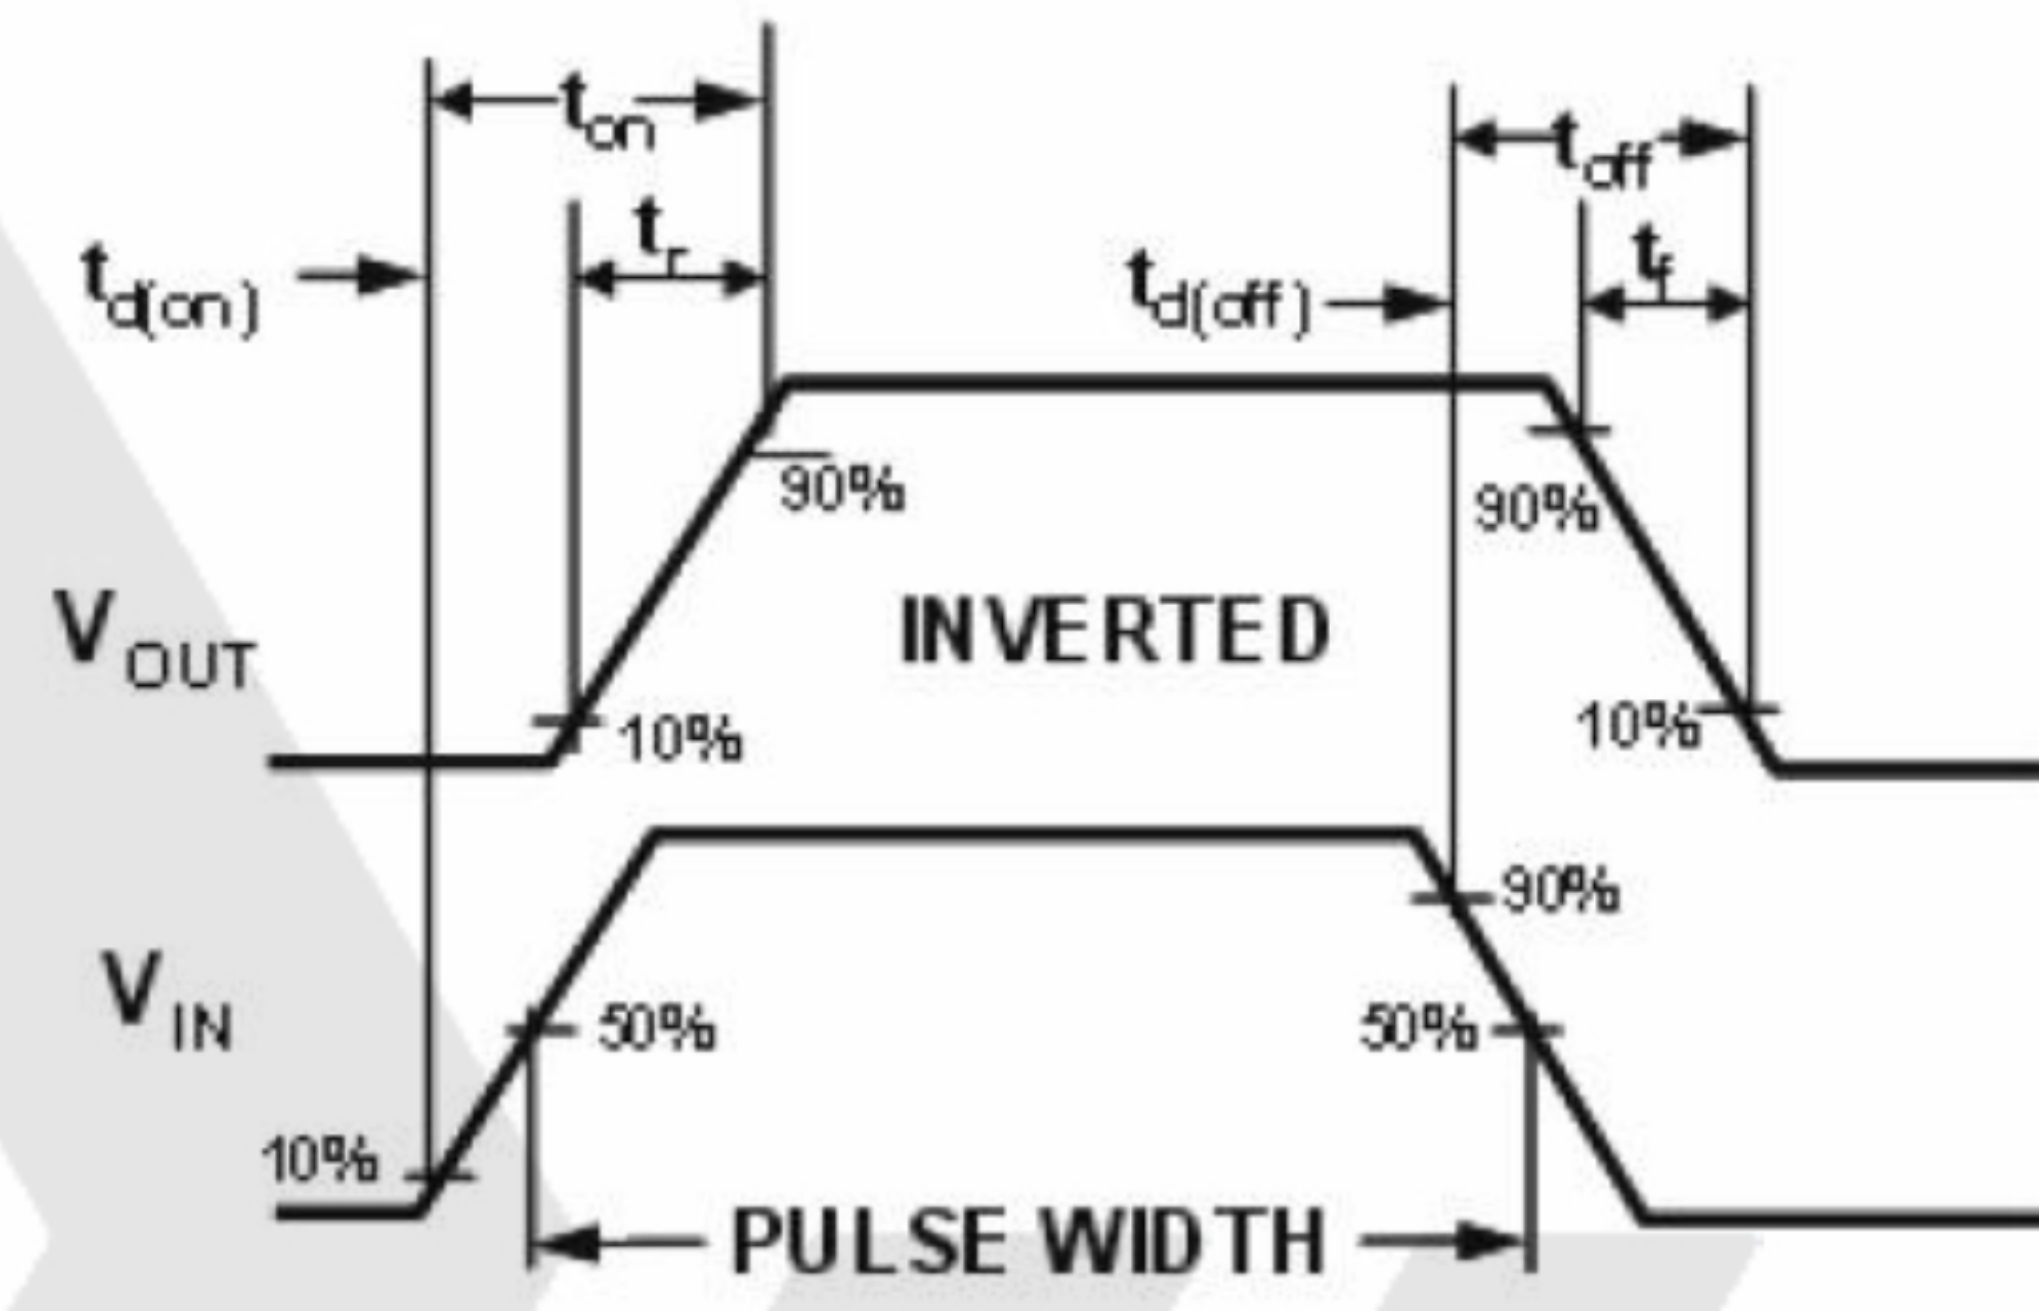 ton
toff
tr
tf
td(on)
td(off)
90%
90%
VOUT
INVERTED
10%
10%
90%
VIN
50%
50%
10%
PULSE WIDTH